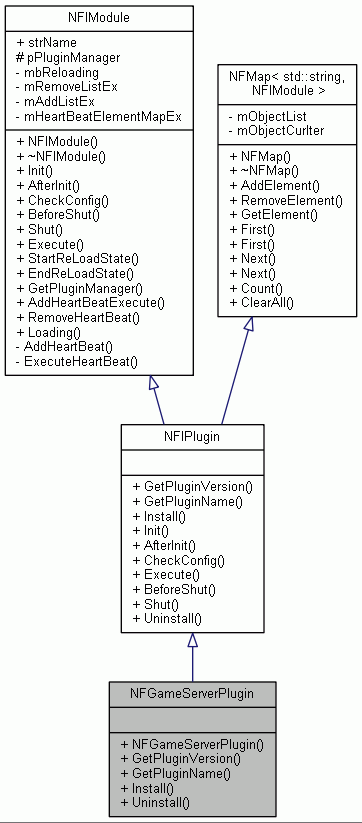 NFIModule
+ strName
# pPluginManager
- mbReloading
- mRemoveListEx
- mAddListEx
- mHeartBeatElementMapEx
+ NFIModule()
+ ~NFIModule()
+ Init()
+ AfterInit()
+ CheckConfig()
+ BeforeShut()
+ Shut()
+ Execute()
+ StartReLoadState()
+ EndReLoadState()
+ GetPluginManager()
+ AddHeartBeatExecute()
+ RemoveHeartBeat()
+ Loading()
- AddHeartBeat()
- ExecuteHeartBeat()
NFMap< std::string,
NFIModule >
- mObjectList
- mObjectCurIter
+ NFMap()
+ ~NFMap()
+ AddElement()
+ RemoveElement()
+ GetElement()
+ First()
+ First()
+ Next()
+ Next()
+ Count()
+ ClearAll()
NFIPlugin
+ GetPluginVersion()
+ GetPluginName()
+ Install()
+ Init()
+ AfterInit()
+ CheckConfig()
+ Execute()
+ BeforeShut()
+ Shut()
+ Uninstall()
NFGameServerPlugin
+ NFGameServerPlugin()
+ GetPluginVersion()
+ GetPluginName()
+ Install()
+ Uninstall()